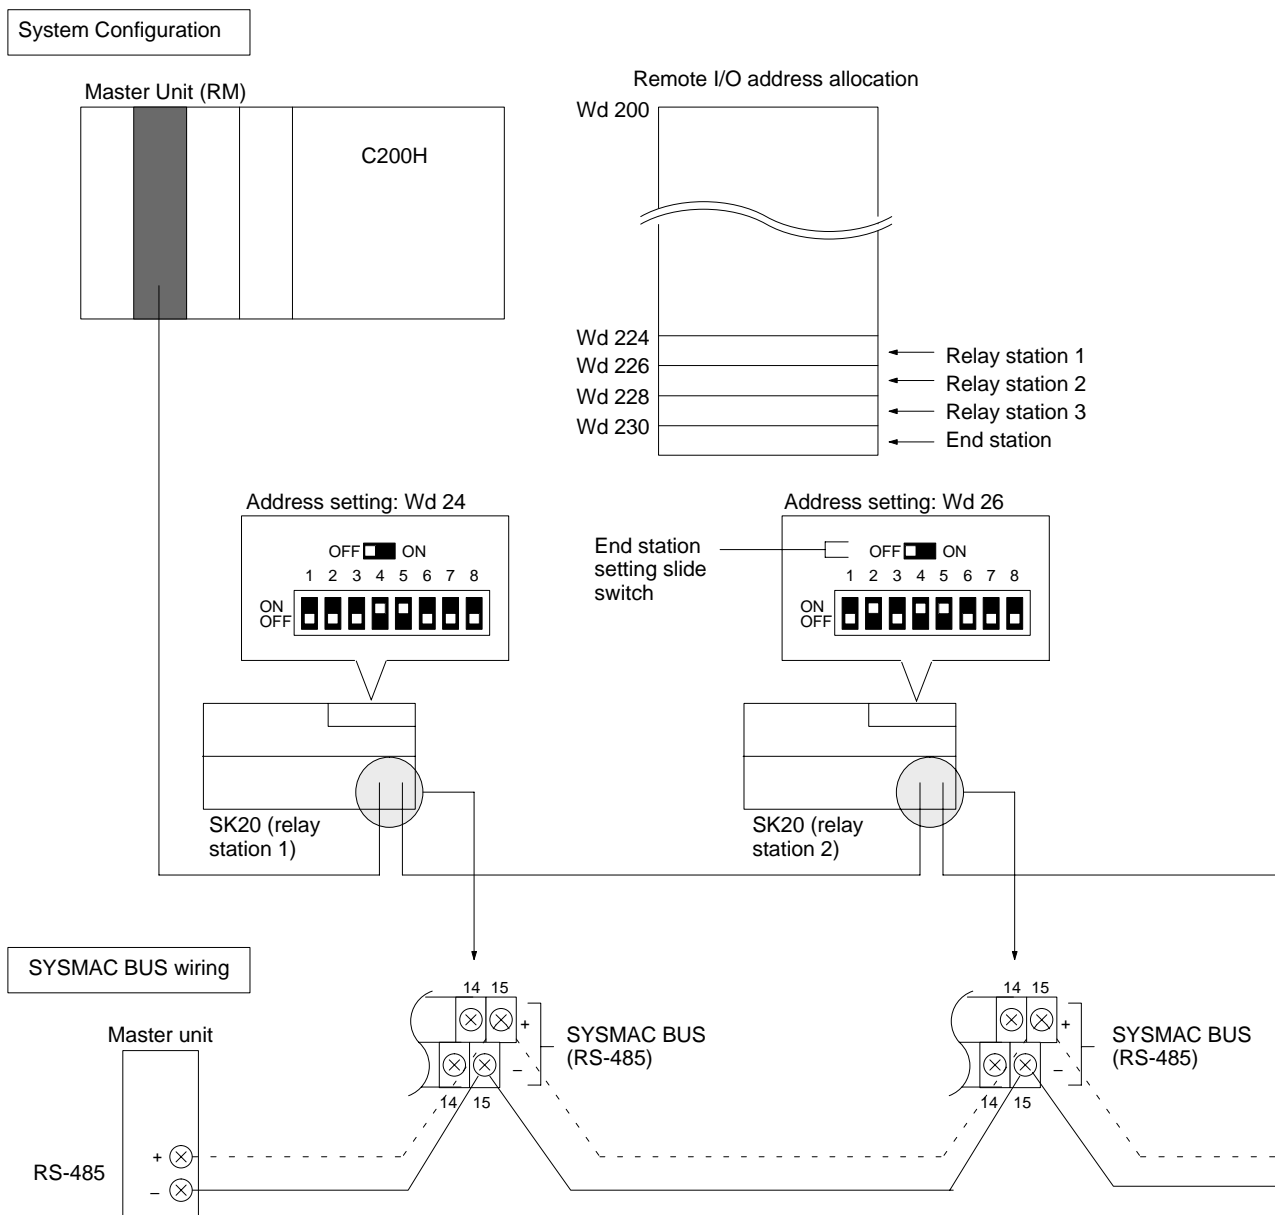 System Configuration
Master Unit (RM)
C200H
Remote I/O address allocation
Wd 200
Wd 224
Wd 226
Wd 228
Wd 230
Relay station 1
Relay station 2
Relay station 3
End station
Address setting: Wd 24
OFF ON
1 2 3 4 5 6 7 8
ON
OFF
End station
setting slide
switch
Address setting: Wd 26
OFF ON
1 2 3 4 5 6 7 8
ON
OFF
SK20 (relay
station 1)
SK20 (relay
station 2)
SYSMAC BUS wiring
Master unit
RS-485
+
–
14 15
+
–
14 15
SYSMAC BUS
(RS-485)
14 15
+
–
14 15
SYSMAC BUS
(RS-485)